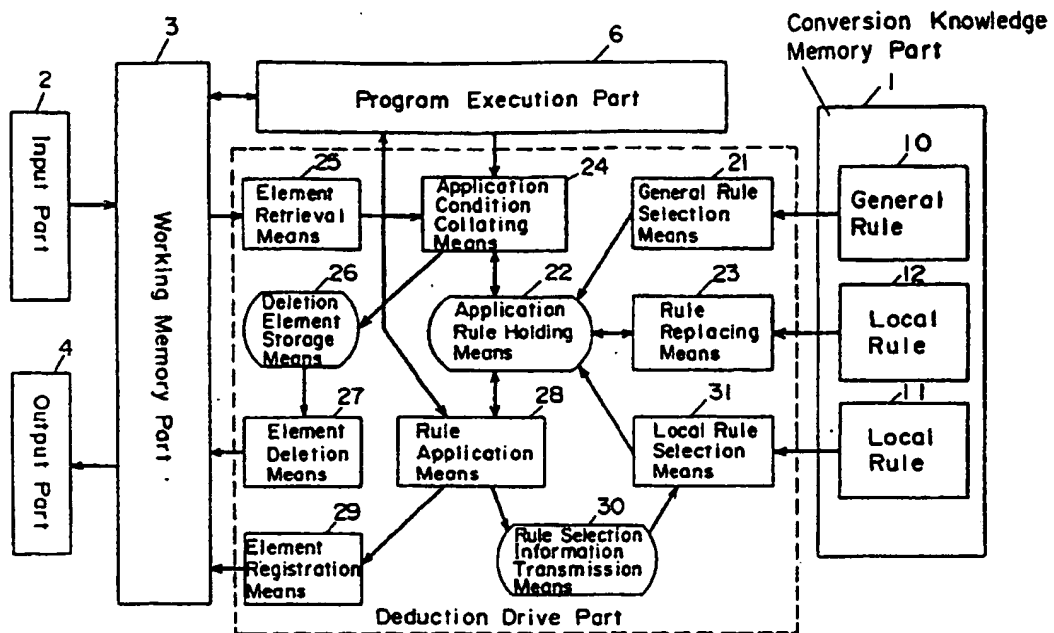 Conversion Knowledge
Memory Part
3
6
1
2
Input Part
Program Execution Part
Working Memory Part
25
Element
Retrieval
Means
24
Application
Condition
Collating
Means
21
General Rule
Selection
Means
10
General
Rule
26
Deletion
Element
Storage
Means
22
Application
Rule Holding
Means
23
Rule
Replacing
Means
12
Local
Rule
4
Output Part
27
Element
Deletion
Means
28
Rule
Application
Means
31
Local Rule
Selection
Means
11
Local
Rule
29
Element
Registration
Means
30
Rule Selection
Information
Transmission
Means
Deduction Drive Part